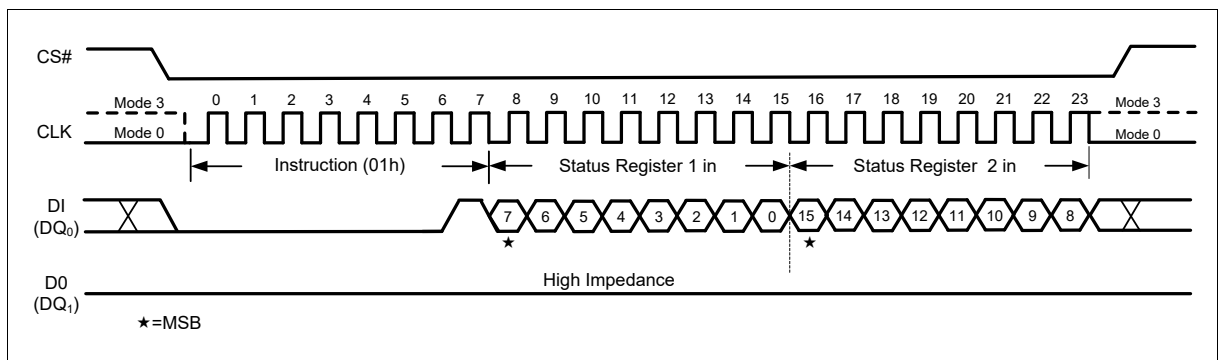 CS#
Mode 3 0 1 2 3 4 5 6 7 8 9 10 11 12 13 14 15 16 17 18 19 20 21 22 23 Mode 3
CLK Mode 0 Mode 0
Instruction (01h) Status Register 1 in Status Register 2 in
DI
(DQ0) 7 6 5 4 3 2 1 0 15 14 13 12 11 10 9 8
★ ★
High Impedance
D0
(DQ1)
★=MSB